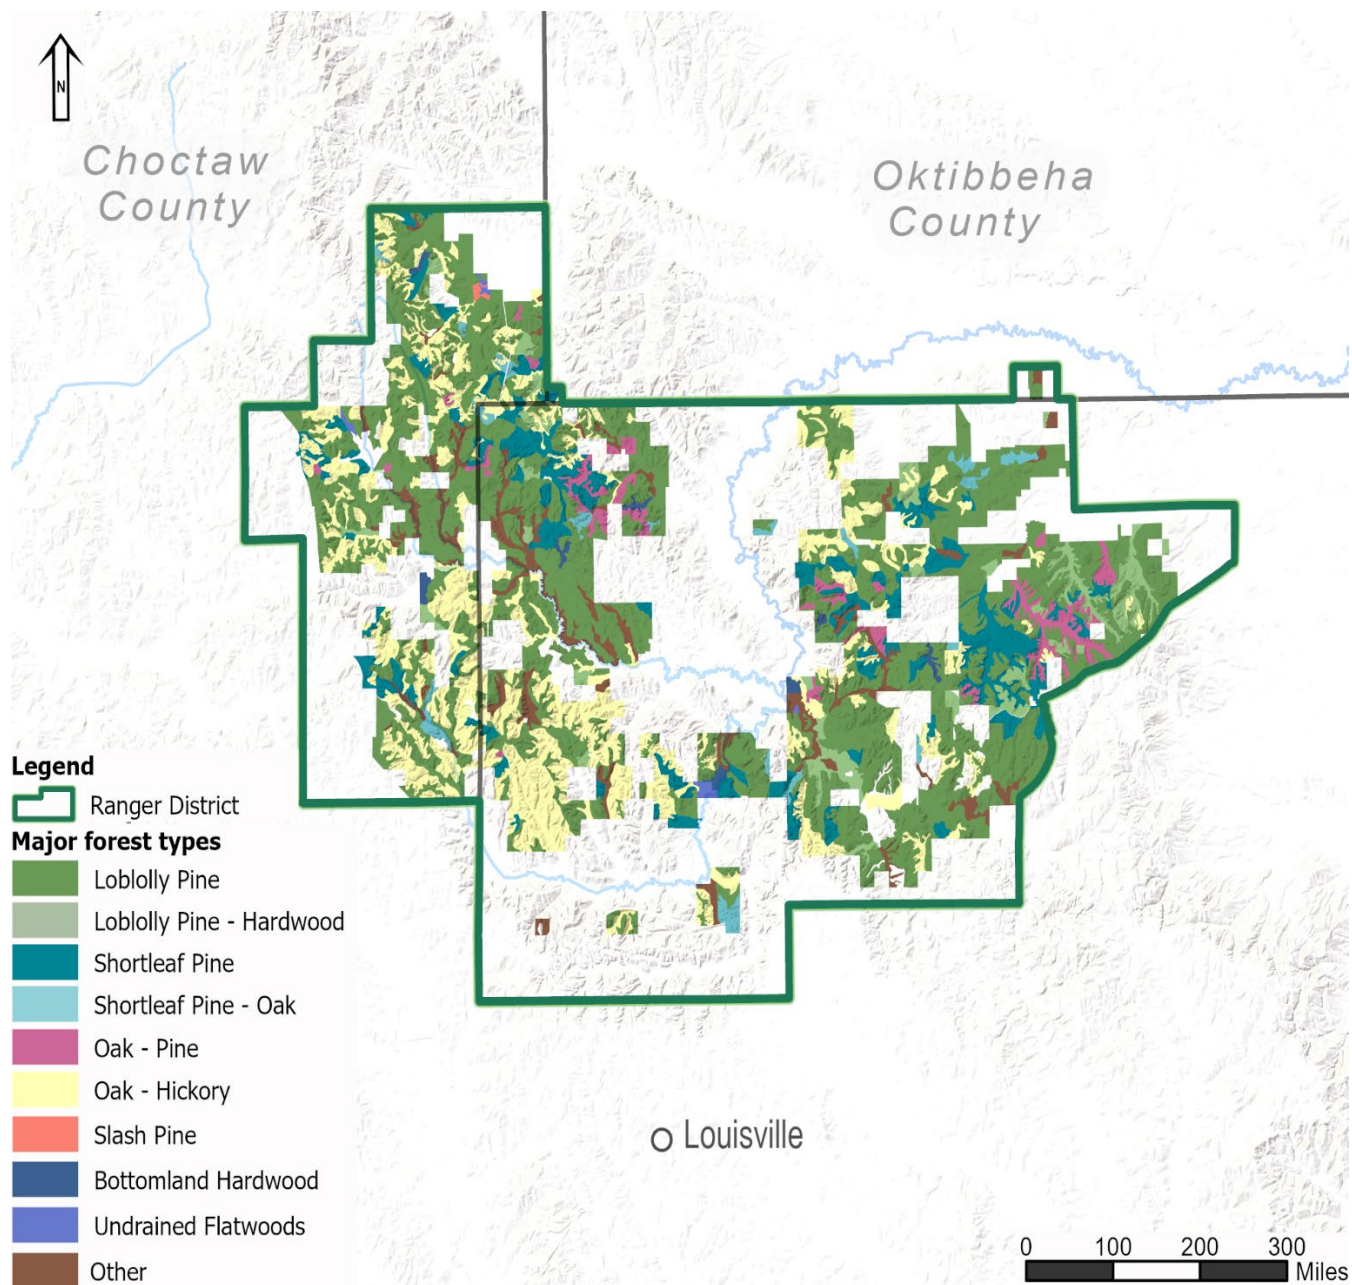 N
Choctaw
County
Oktibbeha
County
Legend
Ranger District
Major forest types
Loblolly Pine
Loblolly Pine - Hardwood
Shortleaf Pine
Shortleaf Pine - Oak
Oak - Pine
Oak - Hickory
Slash Pine
Bottomland Hardwood
Undrained Flatwoods
Other
Louisville
0 100 200 300
Miles